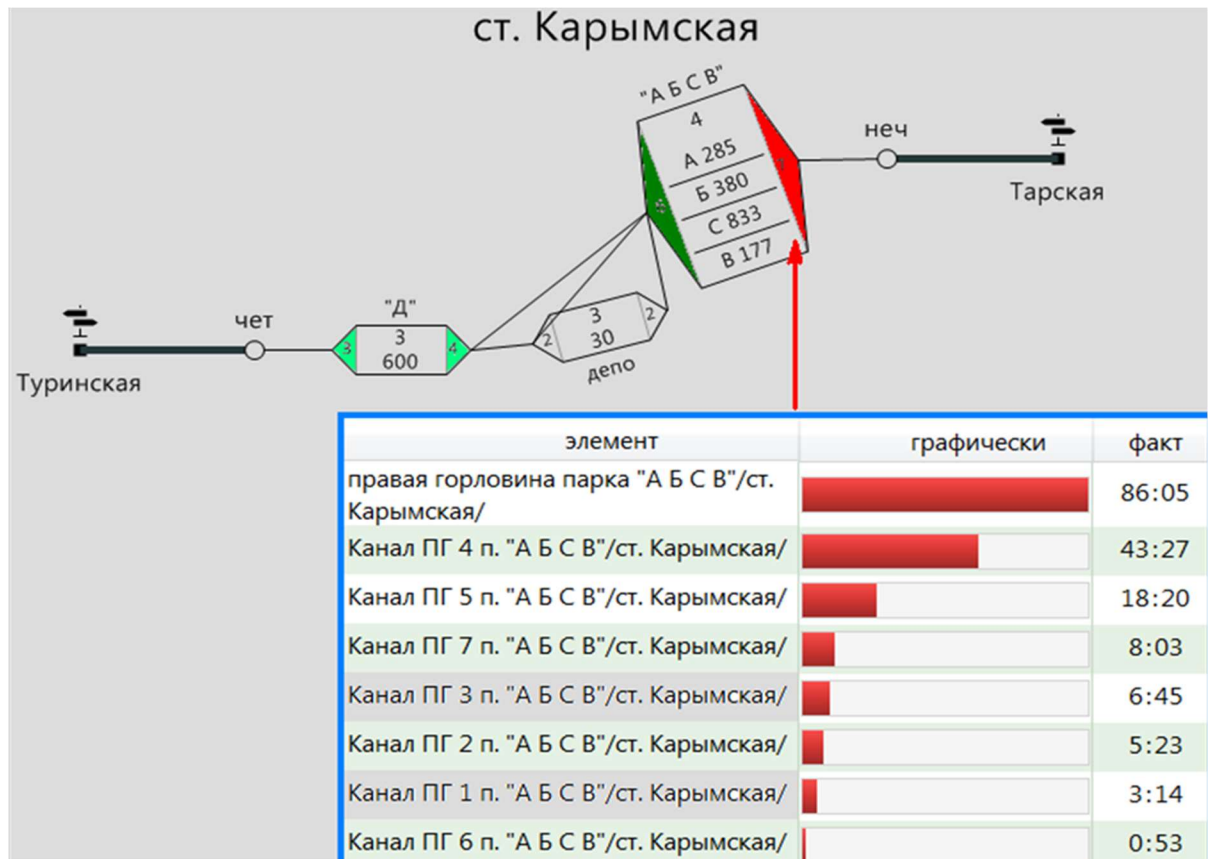 ст. Карымская
"А Б С В"
4
А 285
Б 380
С 833
В 177
7
6
неч
Тарская
"Д"
чет
3
3
4
600
2
3
2
30
депо
Туринская
элемент графически факт
правая горловина парка "А Б С В"/ст.
Карымская/ 86:05
Канал ПГ 4 п. "А Б С В"/ст. Карымская/ 43:27
Канал ПГ 5 п. "А Б С В"/ст. Карымская/ 18:20
Канал ПГ 7 п. "А Б С В"/ст. Карымская/ 8:03
Канал ПГ 3 п. "А Б С В"/ст. Карымская/ 6:45
Канал ПГ 2 п. "А Б С В"/ст. Карымская/ 5:23
Канал ПГ 1 п. "А Б С В"/ст. Карымская/ 3:14
Канал ПГ 6 п. "А Б С В"/ст. Карымская/ 0:53